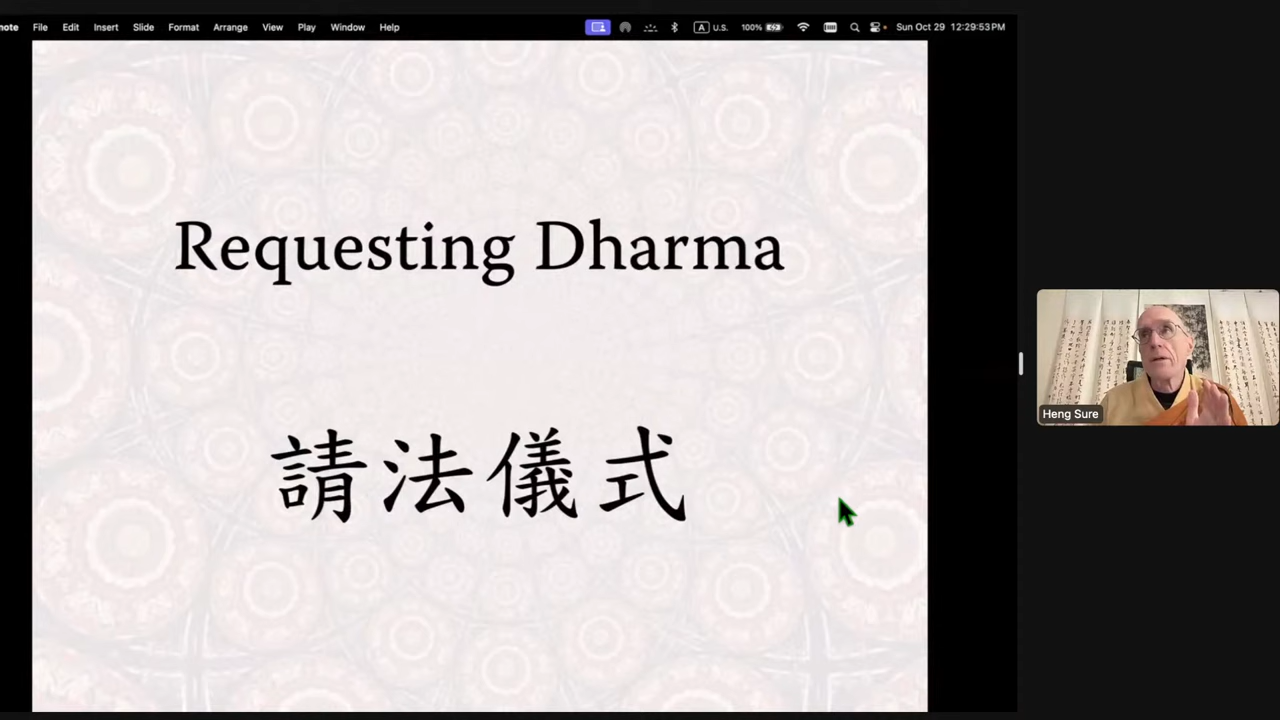 note File Edit Insert Slide Format Arrange View Play Window Help A U.S. 100% Sun Oct 29 12:29:53 PM
Requesting Dharma
請法儀式
Heng Sure